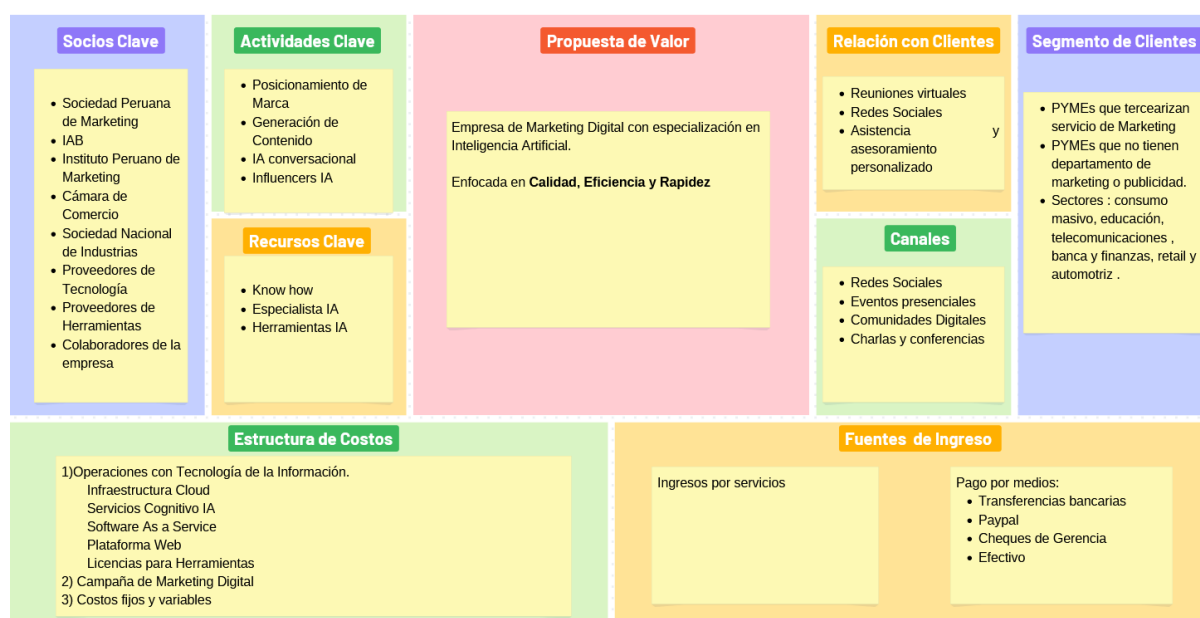 Socios Clave
Sociedad Peruana
de Marketing
IAB
Instituto Peruano de
Marketing
Cámara de
Comercio
Sociedad Nacional
de Industrias
Proveedores de
Tecnología
Proveedores de
Herramientas
Colaboradores de la
empresa
Actividades Clave
Posicionamiento de
Marca
Generación de
Contenido
IA conversacional
Influencers IA
Recursos Clave
Know how
Especialista IA
Herramientas IA
Propuesta de Valor
Empresa de Marketing Digital con especialización en
Inteligencia Artificial.
Enfocada en Calidad, Eficiencia y Rapidez
Relación con Clientes
Reuniones virtuales
Redes Sociales
Asistencia y
asesoramiento
personalizado
Canales
Redes Sociales
Eventos presenciales
Comunidades Digitales
Charlas y conferencias
Segmento de Clientes
PYMEs que tercearizan
servicio de Marketing
PYMEs que no tienen
departamento de
marketing o publicidad.
Sectores : consumo
masivo, educación,
telecomunicaciones ,
banca y finanzas, retail y
automotriz .
Estructura de Costos
1)Operaciones con Tecnología de la Información.
Infraestructura Cloud
Servicios Cognitivo IA
Software As a Service
Plataforma Web
Licencias para Herramientas
2) Campaña de Marketing Digital
3) Costos fijos y variables
Fuentes de Ingreso
Ingresos por servicios
Pago por medios:
Transferencias bancarias
Paypal
Cheques de Gerencia
Efectivo